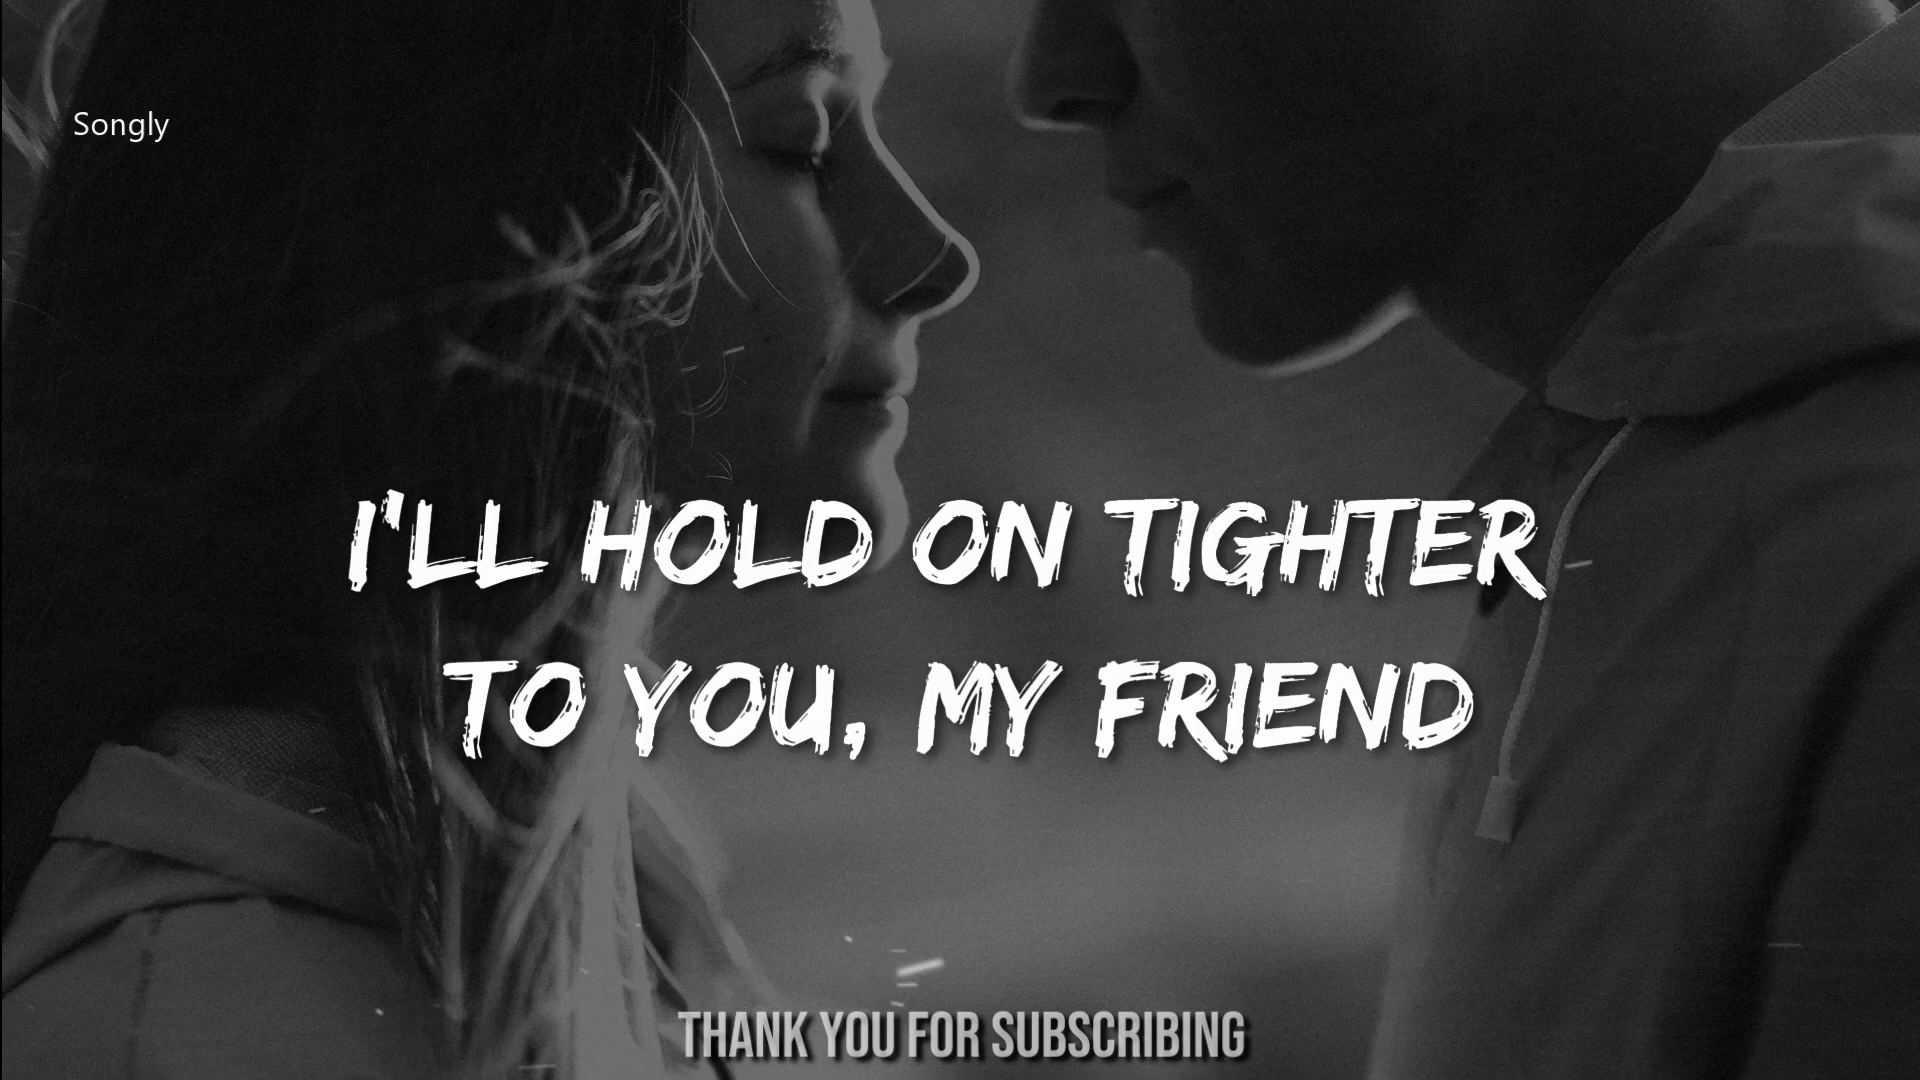 Songly
I'LL HOLD ON TIGHTER
TO YOU, MY FRIEND
THANK YOU FOR SUBSCRIBING